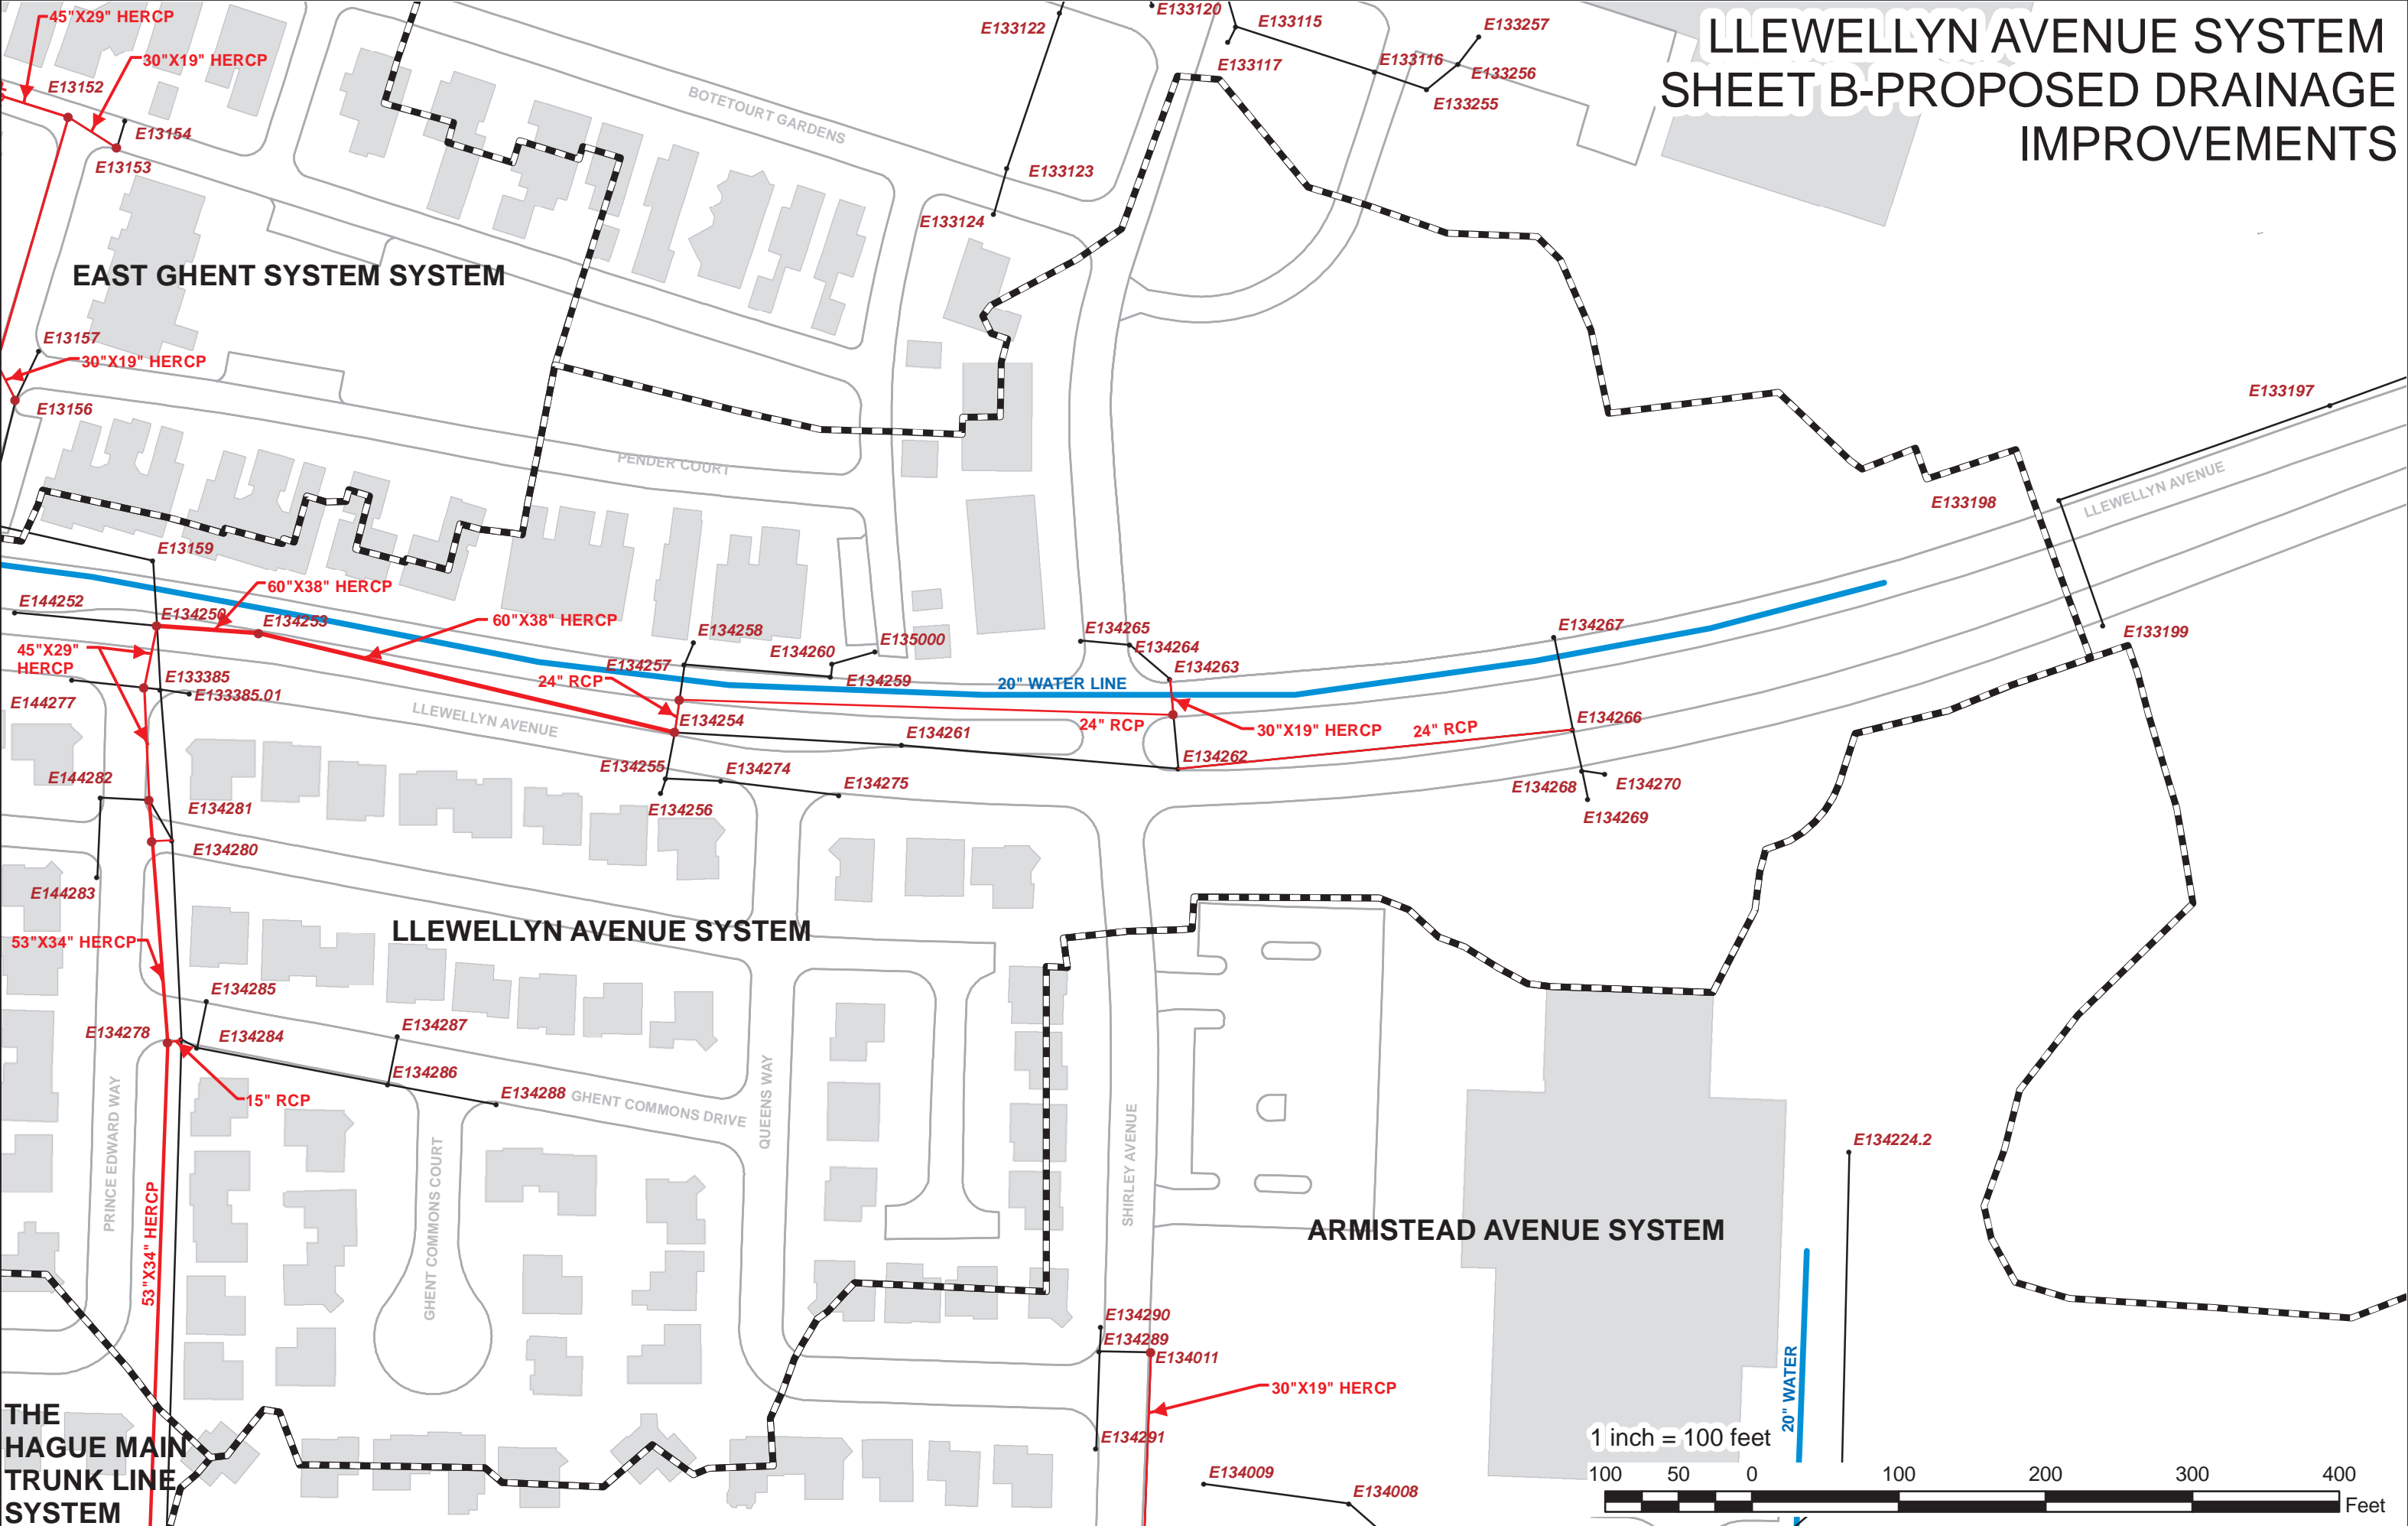 LLEWELLYN AVENUE SYSTEM
SHEET B-PROPOSED DRAINAGE
IMPROVEMENTS
45"X29" HERCP
30"X19" HERCP
E13152
E13154
E13153
E133122
E133120
E133115
E133257
E133116
E133117
E133256
E133255
BOTETOURT GARDENS
E133123
E133124
EAST GHENT SYSTEM SYSTEM
E13157
30"X19" HERCP
E13156
E133197
PENDER COURT
LLEWELLYN AVENUE
E133198
E13159
60"X38" HERCP
E144252
E134250
E134253
60"X38" HERCP
E134258
E135000
E134265
E134267
E133199
45"X29"
HERCP
E134257
E134260
E134264
E134263
E133385
24" RCP
E134259
20" WATER LINE
E133385.01
E144277
LLEWELLYN AVENUE
E134254
24" RCP
30"X19" HERCP
24" RCP
E134266
E134261
E134262
E134255
E134274
E144282
E134275
E134268
E134270
E134281
E134256
E134269
E134280
E144283
LLEWELLYN AVENUE SYSTEM
53"X34" HERCP
E134285
E134278
E134284
E134287
E134286
15" RCP
E134288
GHENT COMMONS DRIVE
QUEENS WAY
PRINCE EDWARD WAY
GHENT COMMONS COURT
SHIRLEY AVENUE
E134224.2
53"X34" HERCP
ARMISTEAD AVENUE SYSTEM
E134290
E134289
E134011
30"X19" HERCP
20" WATER
THE
HAGUE MAIN
TRUNK LINE
SYSTEM
E134291
E134009
E134008
1 inch = 100 feet
100 50 0 100 200 300 400
Feet